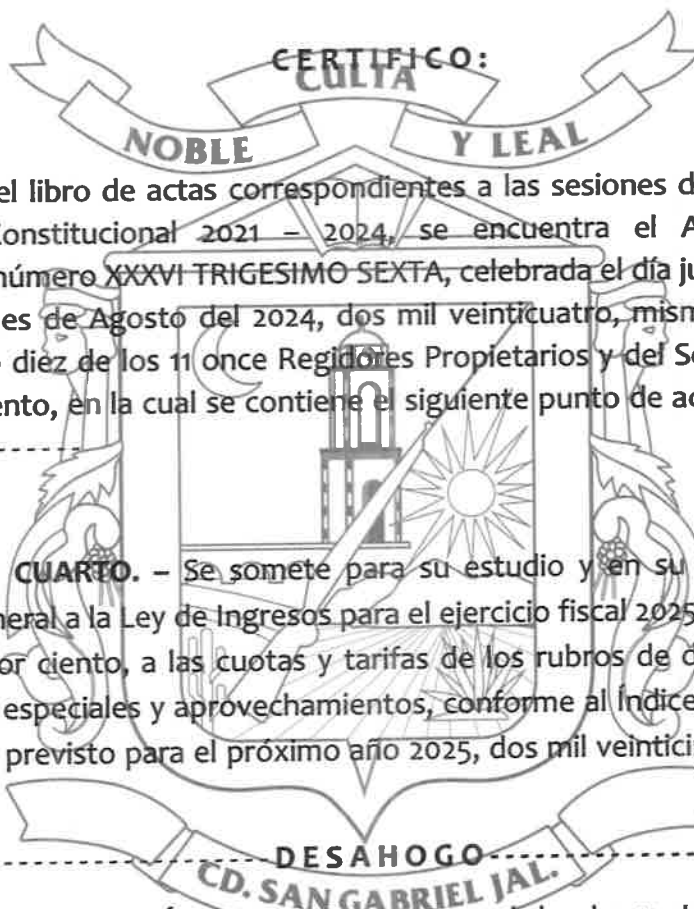 CERTIFICO:
CULTA
NOBLE Y LEAL
el libro de actas correspondientes a las sesiones d
Constitucional 2021 – 2024, se encuentra el A
número XXXVI TRIGESIMO SEXTA, celebrada el día ju
es de Agosto del 2024, dos mil veinticuatro, mism
diez de los 11 once Regidores Propietarios y del Se
ento, en la cual se contiene el siguiente punto de ac
CUARTO. – Se somete para su estudio y en su
neral a la Ley de Ingresos para el ejercicio fiscal 2025
or ciento, a las cuotas y tarifas de los rubros de d
especiales y aprovechamientos, conforme al Índice
previsto para el próximo año 2025, dos mil veintici
DESAHOGO
CD. SAN GABRIEL JAL.